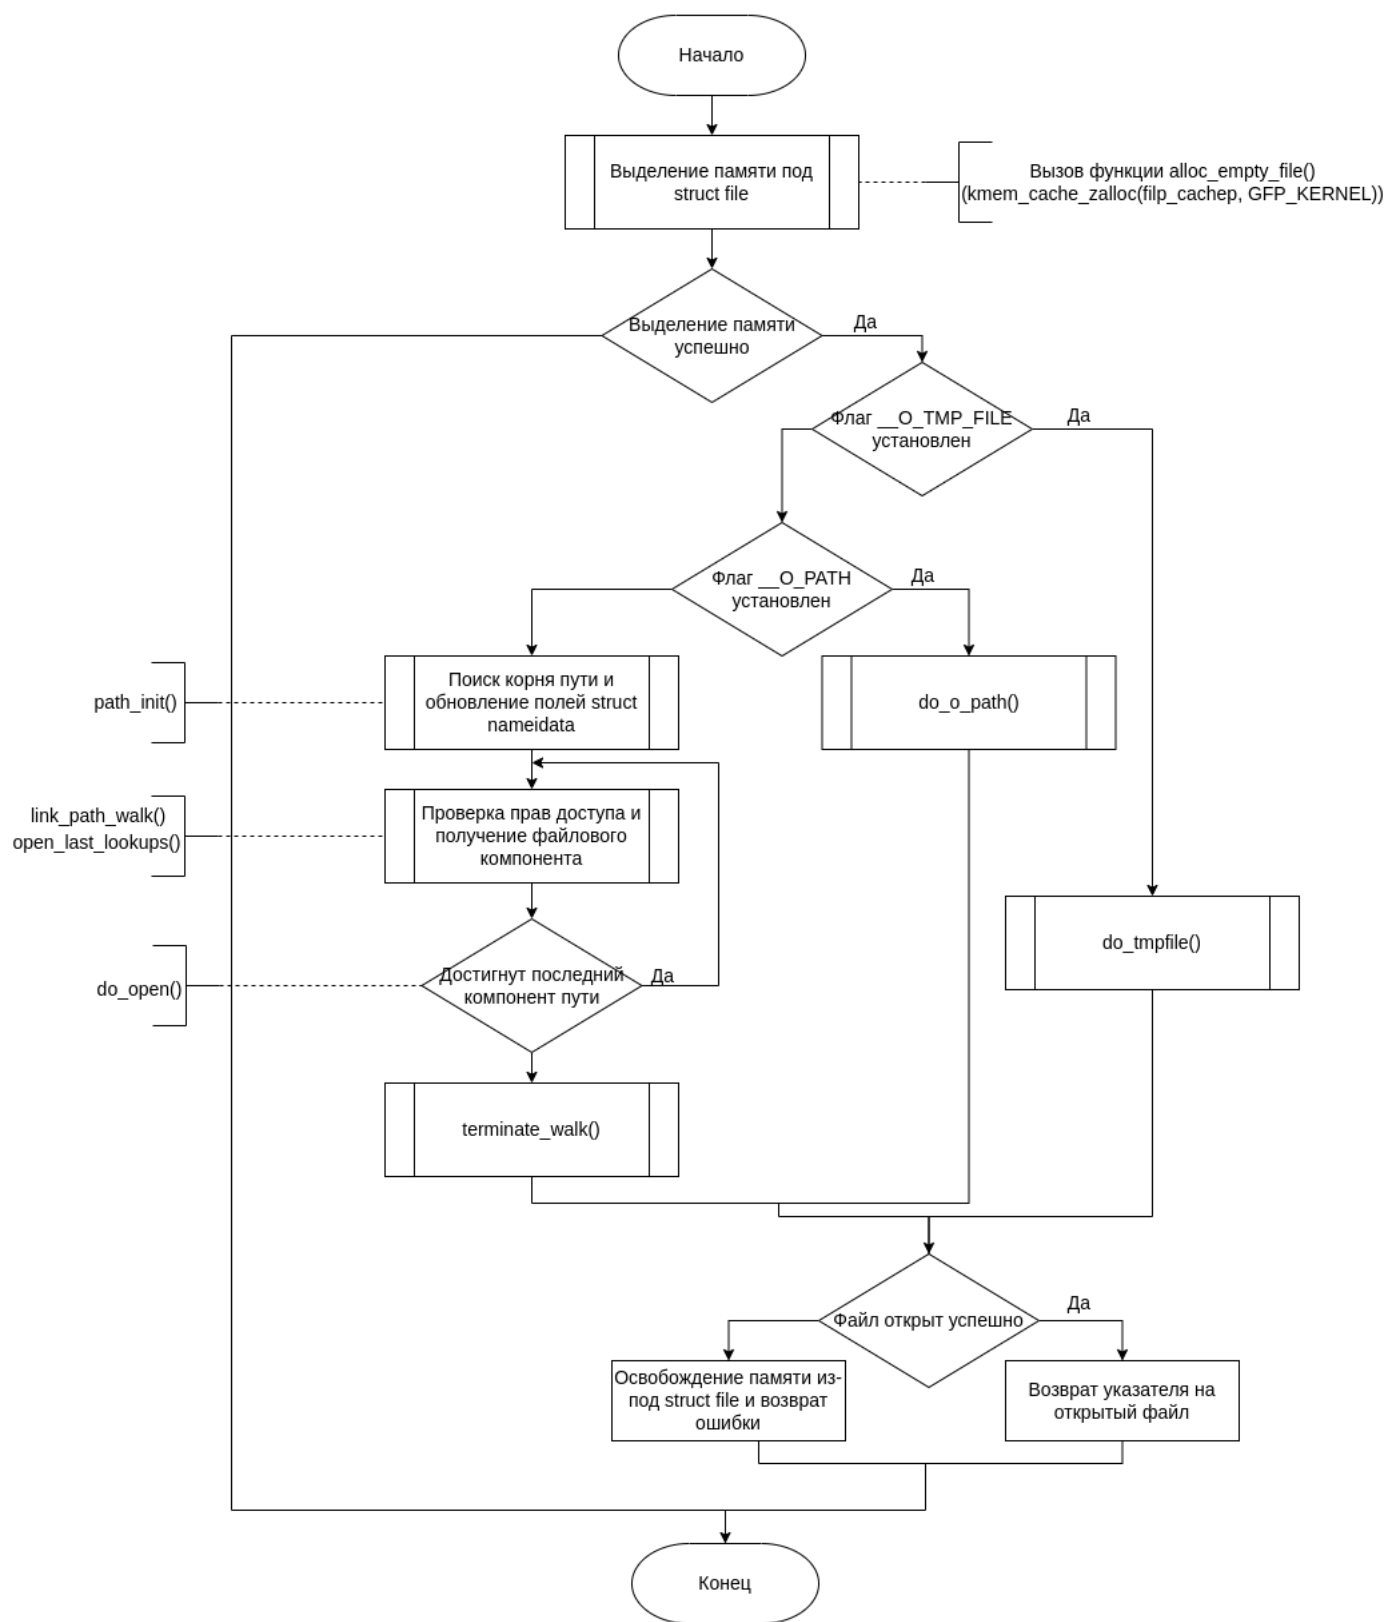 Начало
Выделение памяти под
struct file
Вызов функции alloc_empty_file()
(kmem_cache_zalloc(filp_cachep, GFP_KERNEL))
Выделение памяти
успешно
Да
Флаг __O_TMP_FILE
установлен
Да
Флаг __O_PATH
установлен
Да
path_init()
Поиск корня пути и
обновление полей struct
nameidata
do_o_path()
link_path_walk()
open_last_lookups()
Проверка прав доступа и
получение файлового
компонента
do_tmpfile()
do_open()
Достигнут последний
компонент пути
Да
terminate_walk()
Файл открыт успешно
Да
Освобождение памяти из-
под struct file и возврат
ошибки
Возврат указателя на
открытый файл
Конец